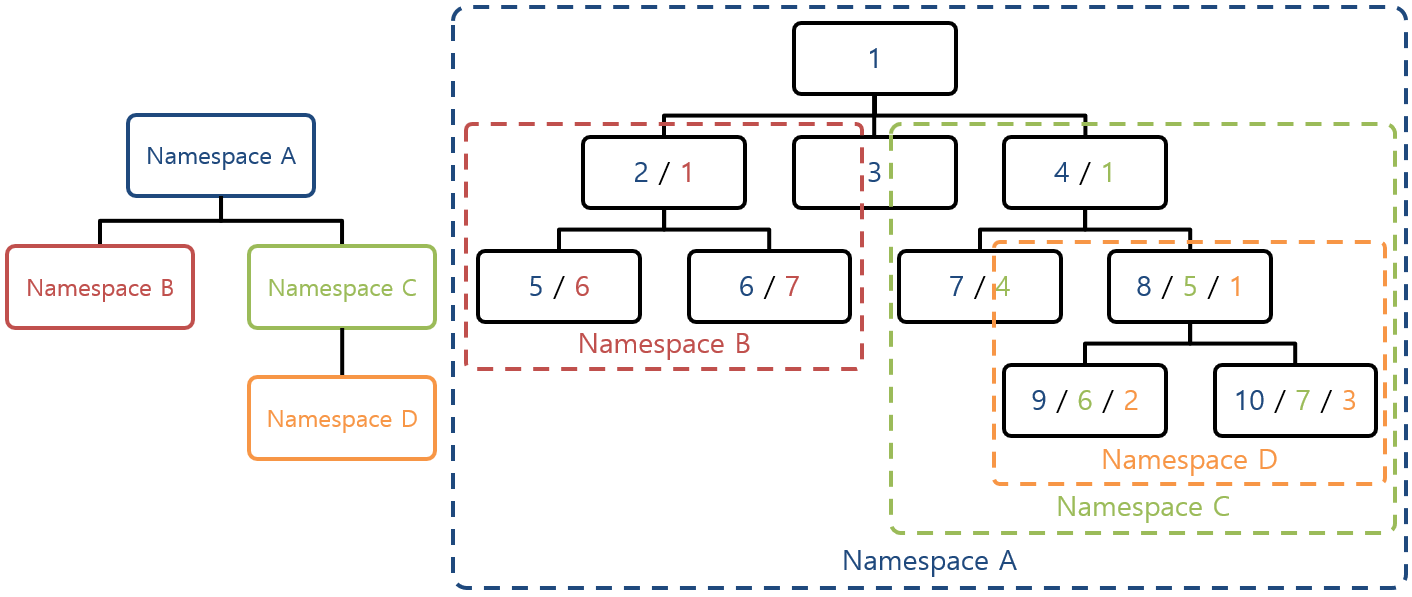 Namespace A
Namespace B
Namespace C
Namespace D
1
2 / 1
3
4 / 1
5 / 6
6 / 7
7 / 4
8 / 5 / 1
Namespace B
9 / 6 / 2
10 / 7 / 3
Namespace D
Namespace C
Namespace A